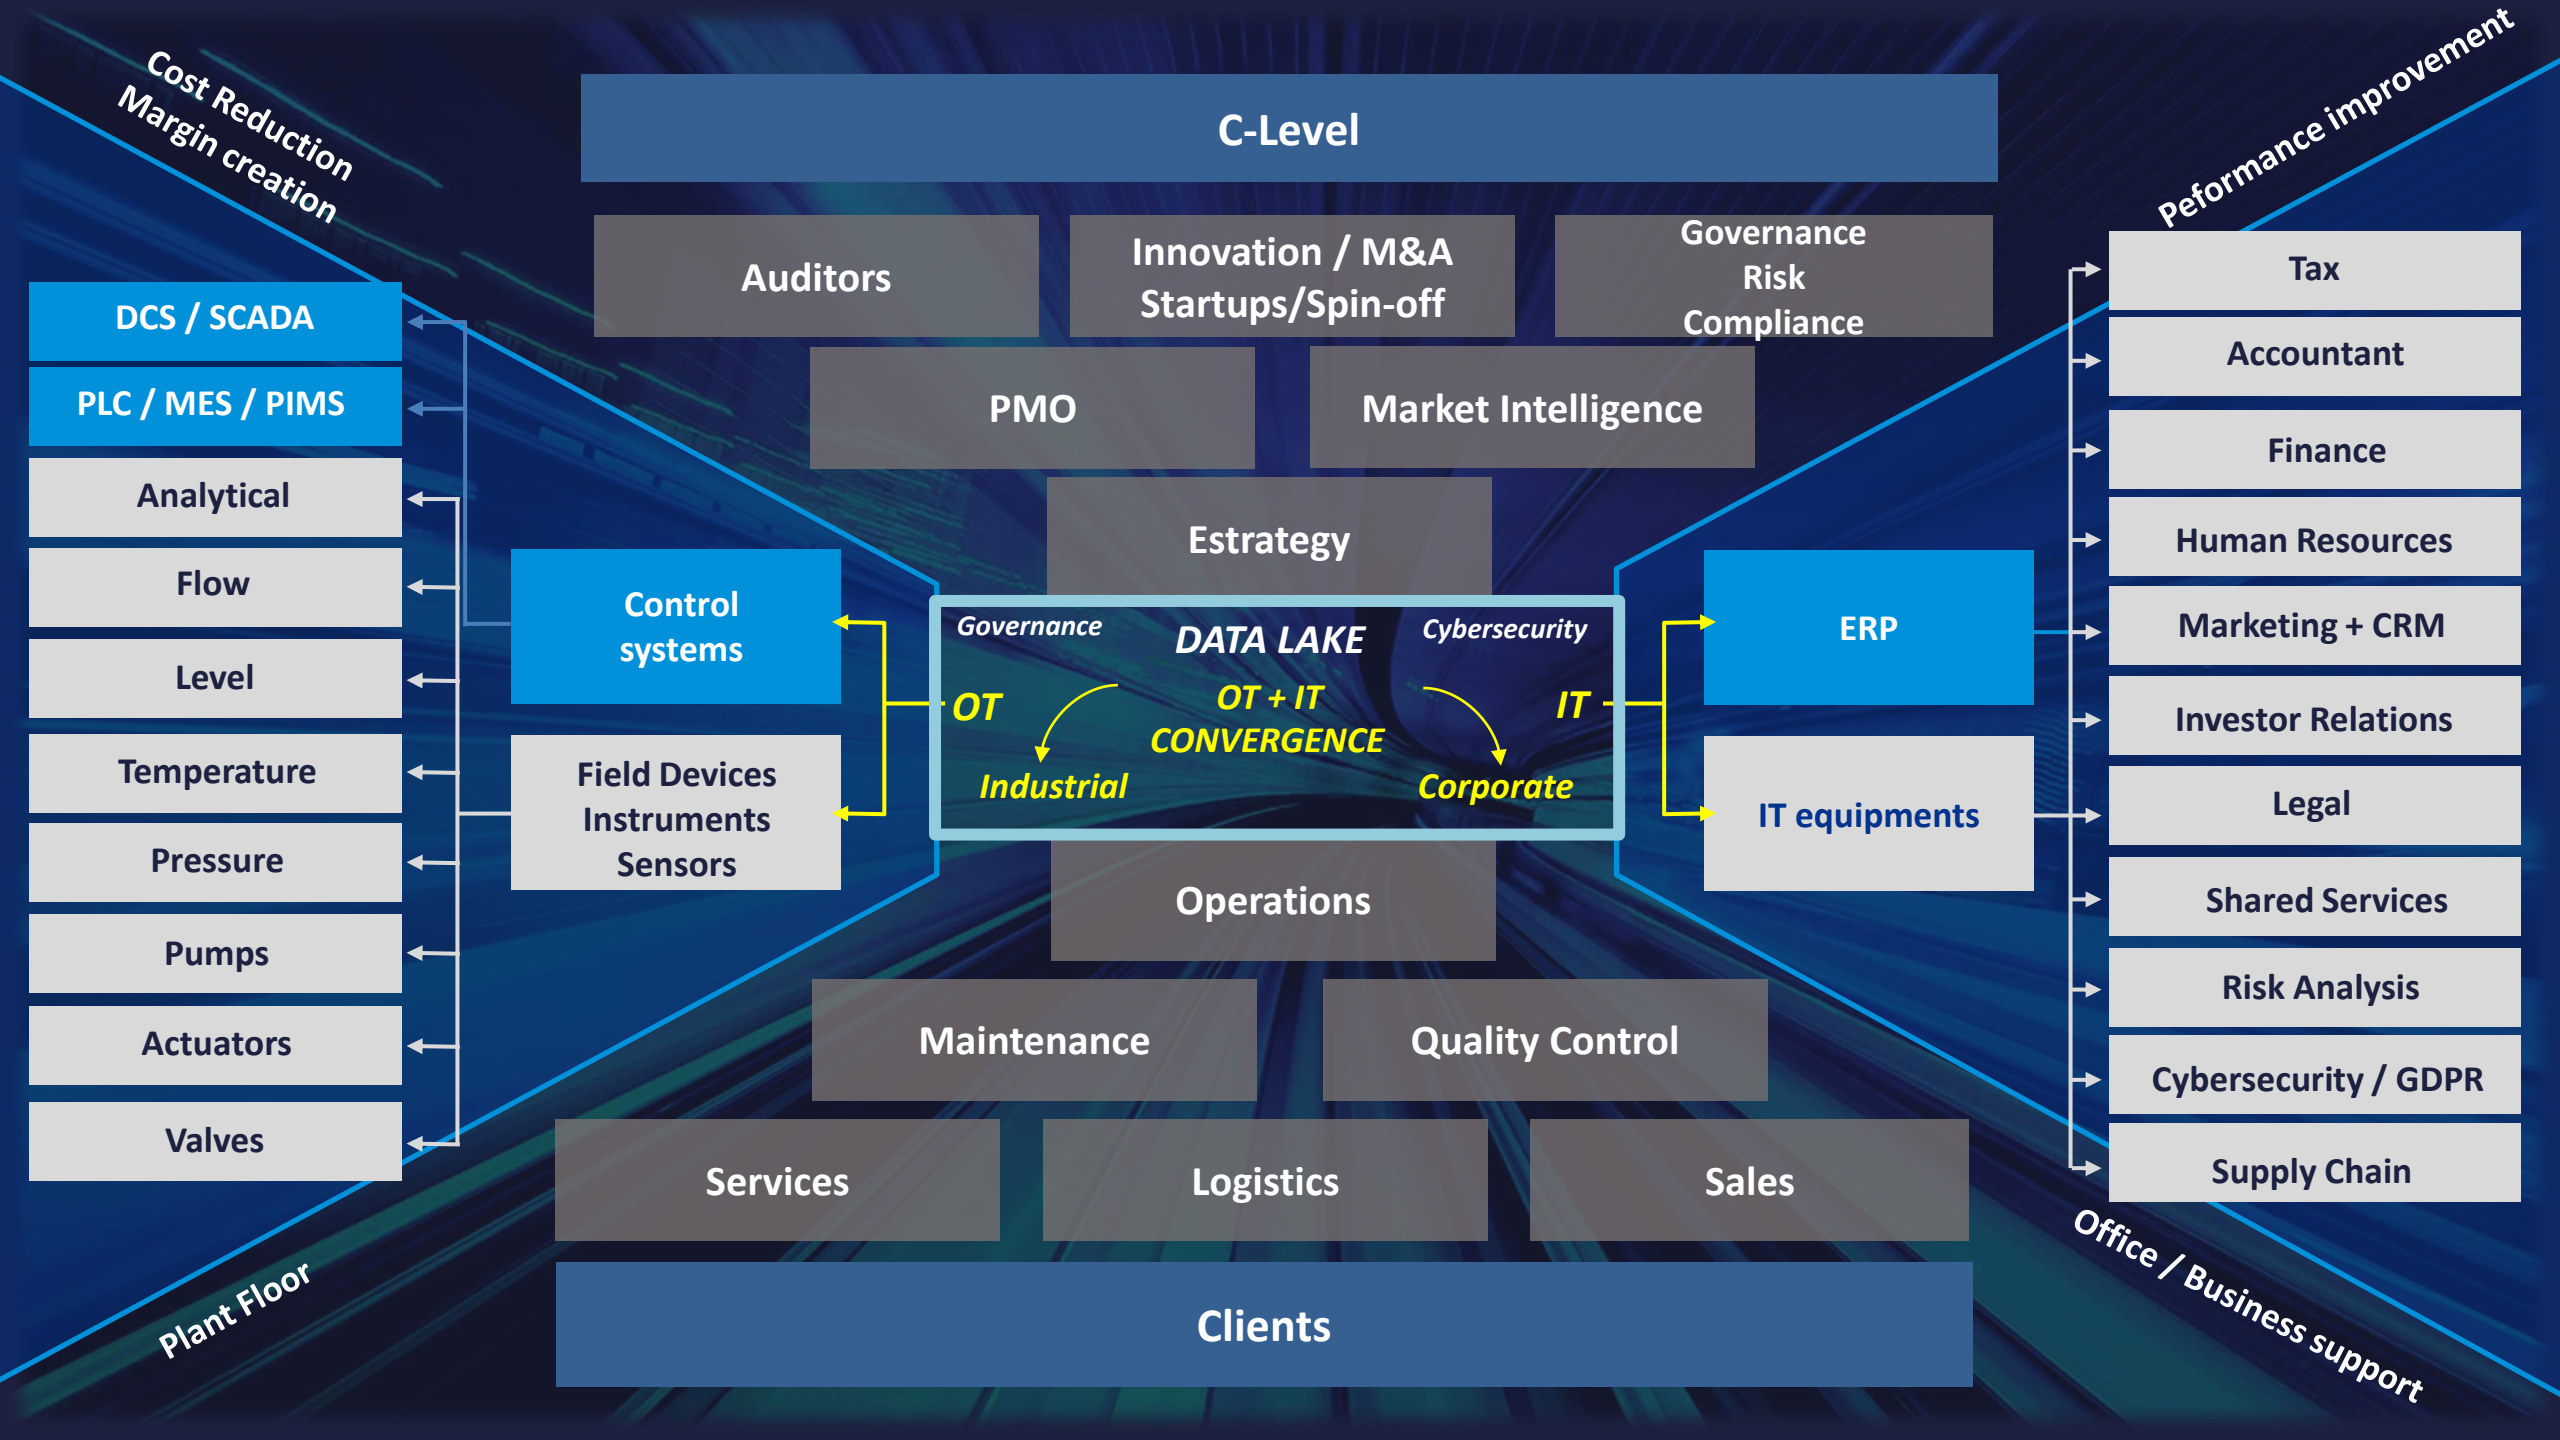 Cost Reduction
Margin creation
Peformance improvement
C-Level
Auditors
Innovation / M&A
Startups/Spin-off
Governance
Risk
Compliance
PMO
Market Intelligence
Estrategy
DCS / SCADA
PLC / MES / PIMS
Analytical
Flow
Level
Temperature
Pressure
Pumps
Actuators
Valves
Control
systems
Field Devices
Instruments
Sensors
Governance
DATA LAKE
Cybersecurity
OT
OT + IT
CONVERGENCE
IT
Industrial
Corporate
ERP
IT equipments
Tax
Accountant
Finance
Human Resources
Marketing + CRM
Investor Relations
Legal
Shared Services
Risk Analysis
Cybersecurity / GDPR
Supply Chain
Operations
Maintenance
Quality Control
Services
Logistics
Sales
Clients
Plant Floor
Office / Business support